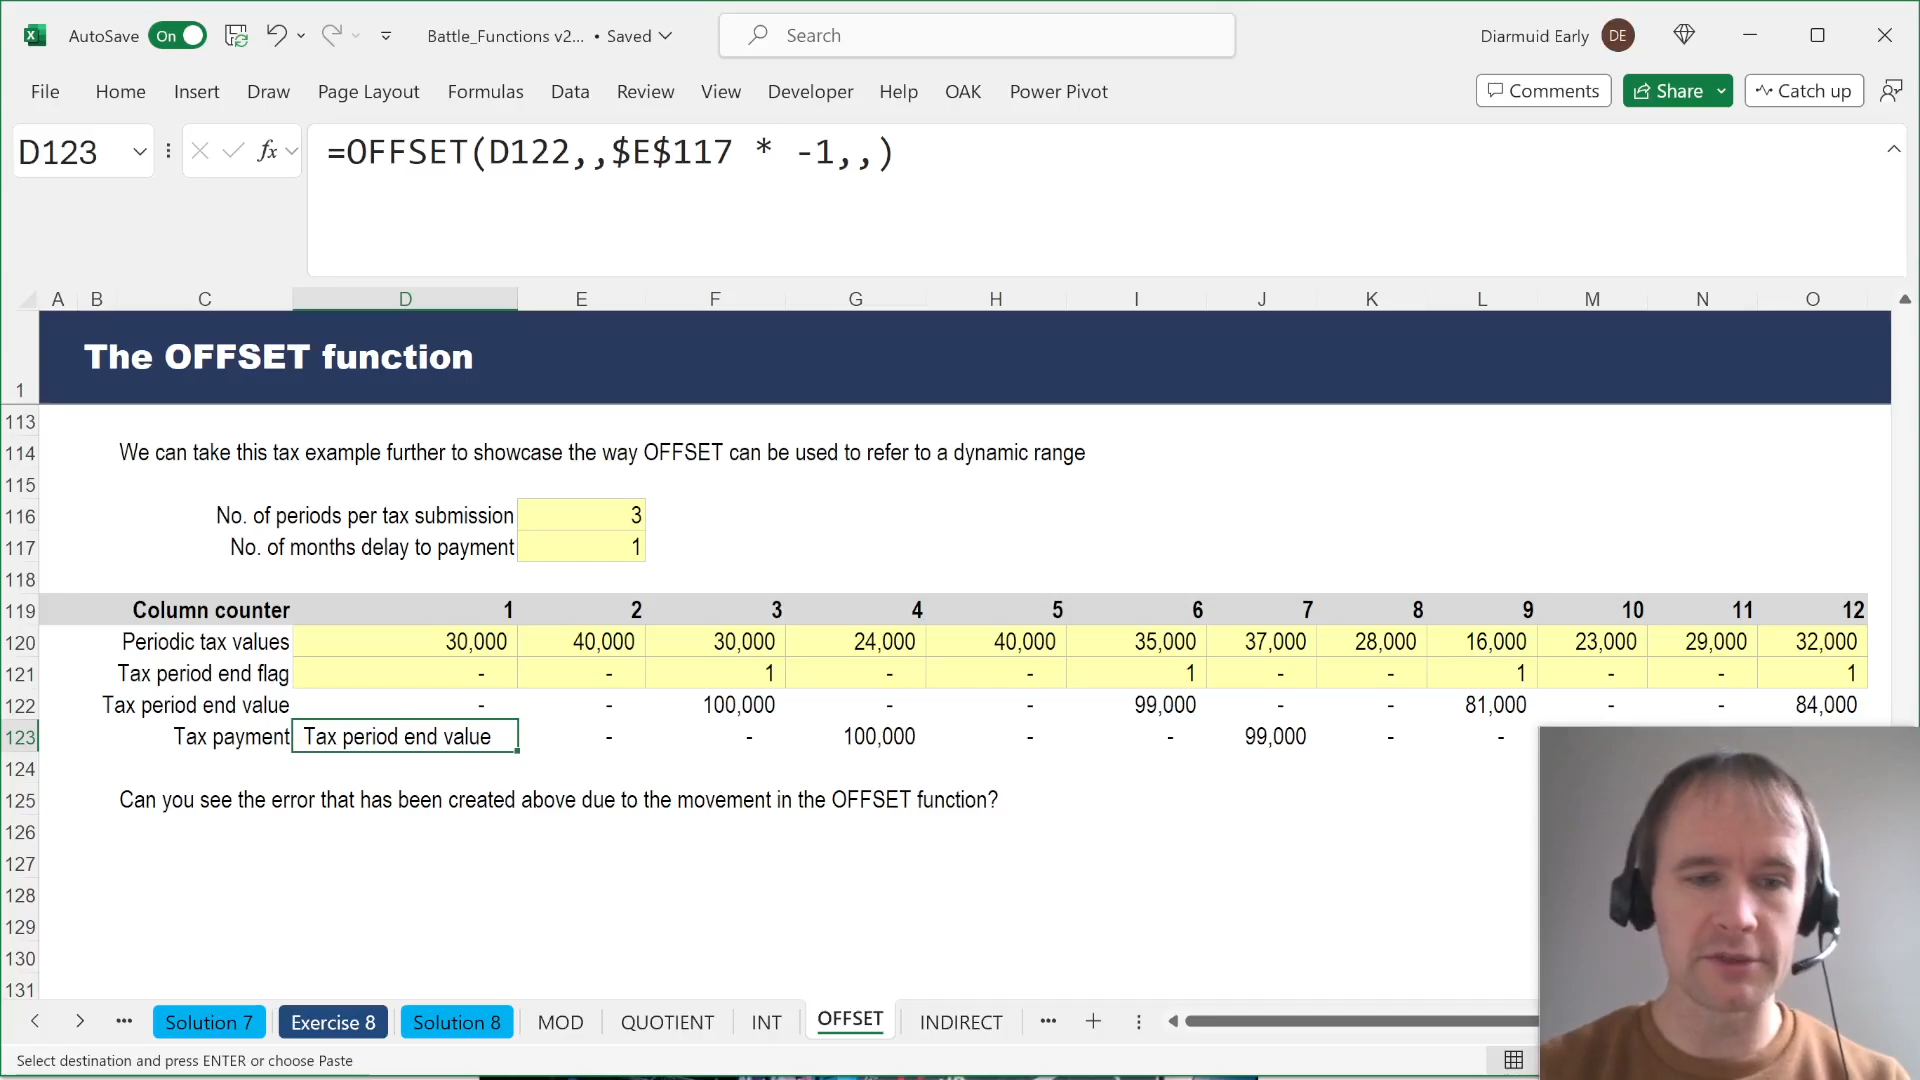 AutoSave On Battle_Functions v2... • Saved Search Diarmuid Early DE
File Home Insert Draw Page Layout Formulas Data Review View Developer Help OAK Power Pivot Comments Share Catch up
D123 fx =OFFSET(D122,,$E$117 * -1,,)
A B C D E F G H I J K L M N O
1 The OFFSET function
113
114 We can take this tax example further to showcase the way OFFSET can be used to refer to a dynamic range
115
116 No. of periods per tax submission 3
117 No. of months delay to payment 1
118
119 Column counter 1 2 3 4 5 6 7 8 9 10 11 12
120 Periodic tax values 30,000 40,000 30,000 24,000 40,000 35,000 37,000 28,000 16,000 23,000 29,000 32,000
121 Tax period end flag - - 1 - - 1 - - 1 - - 1
122 Tax period end value - - 100,000 - - 99,000 - - 81,000 - - 84,000
123 Tax payment Tax period end value - - 100,000 - - 99,000 - -
124
125 Can you see the error that has been created above due to the movement in the OFFSET function?
126
127
128
129
130
131
Solution 7 Exercise 8 Solution 8 MOD QUOTIENT INT OFFSET INDIRECT
Select destination and press ENTER or choose Paste